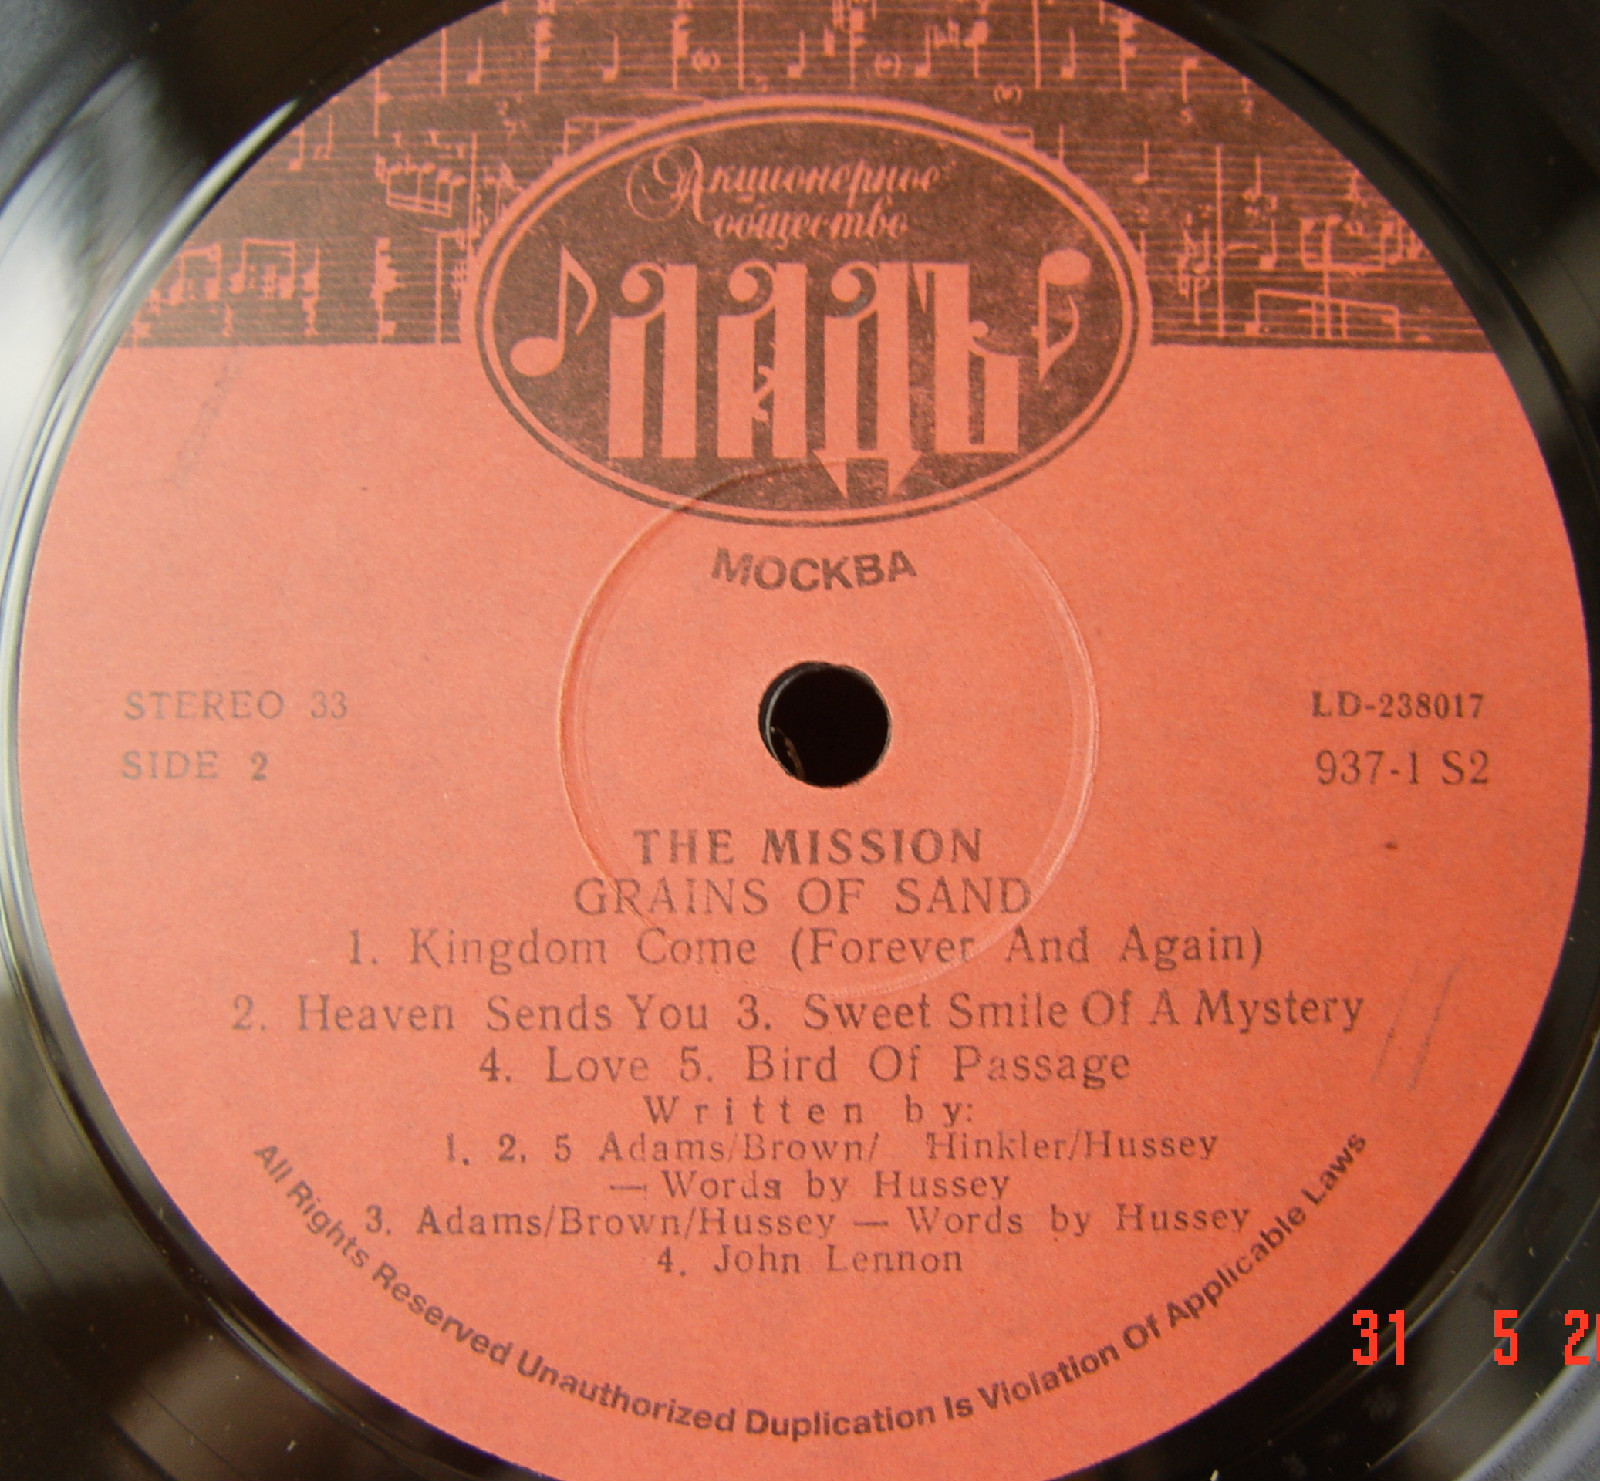 Акционерное
общество
ЛАДЪ
МОСКВА
STEREO 33
LD-238017
SIDE 2
937-1 S2
THE MISSION
GRAINS OF SAND
1. Kingdom Come (Forever And Again)
2. Heaven Sends You 3. Sweet Smile Of A Mystery
4. Love 5. Bird Of Passage
Written by:
1. 2. 5 Adams/Brown/ Hinkler/Hussey
— Words by Hussey
3. Adams/Brown/Hussey — Words by Hussey
4. John Lennon
All Rights Reserved Unauthorized Duplication Is Violation Of Applicable Laws
31 5